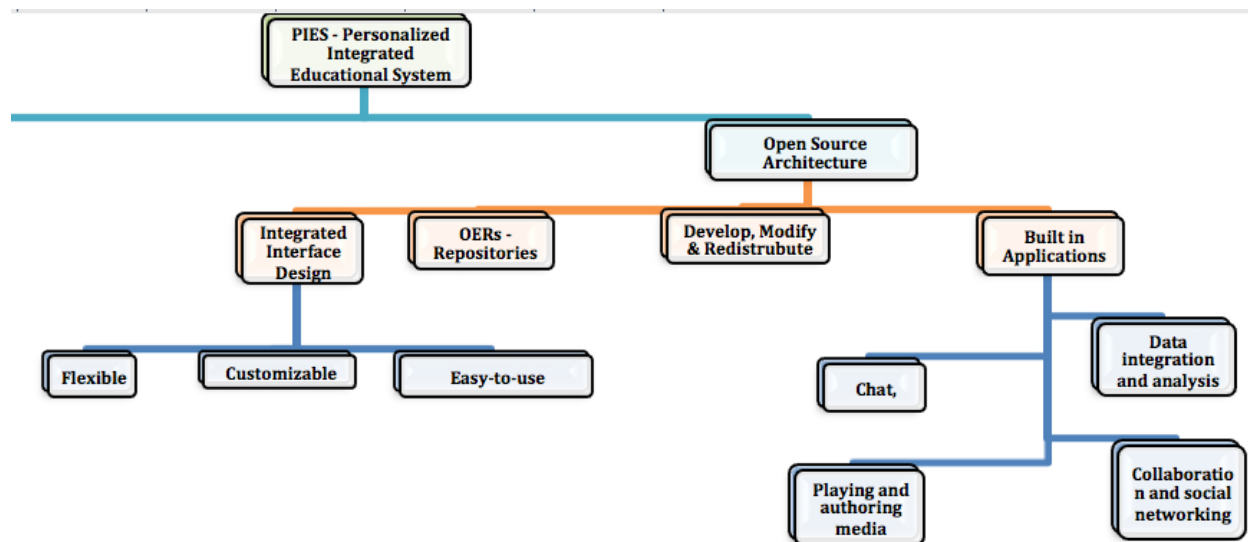 PIES - Personalized
Integrated
Educational System
Open Source
Architecture
Integrated
Interface
Design
OERs -
Repositories
Develop, Modify
& Redistrubute
Built in
Applications
Flexible
Customizable
Easy-to-use
Chat,
Data
integration
and analysis
Playing and
authoring
media
Collaboratio
n and social
networking